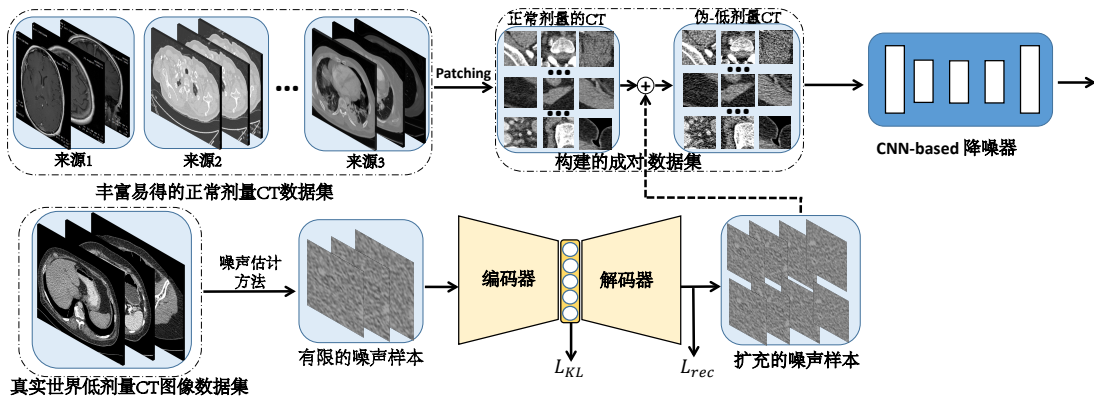 正常剂量的CT
伪-低剂量CT
Patching
来源1
来源2
来源3
构建的成对数据集
CNN-based 降噪器
丰富易得的正常剂量CT数据集
噪声估计
方法
编码器
解码器
有限的噪声样本
L_KL
L_rec
扩充的噪声样本
真实世界低剂量CT图像数据集